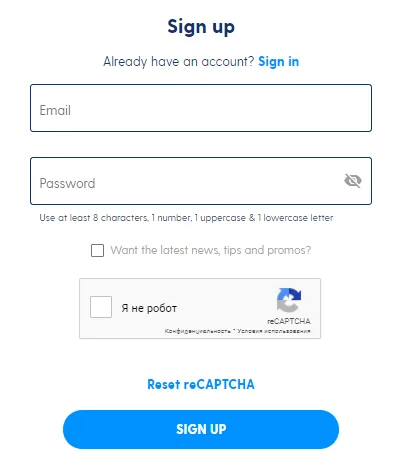 Sign up
Already have an account? Sign in
Email
Password
Use at least 8 characters, 1 number, 1 uppercase & 1 lowercase letter
Want the latest news, tips and promos?
Я не робот
reCAPTCHA
Конфиденциальность * Условия использования
Reset reCAPTCHA
SIGN UP